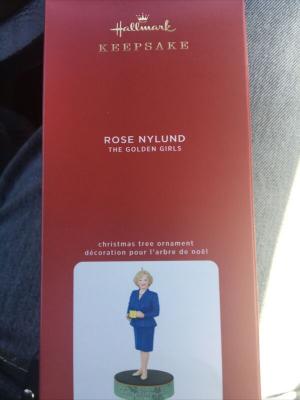 Hallmark
KEEPSAKE
ROSE NYLUND
THE GOLDEN GIRLS
christmas tree ornament
décoration pour l'arbre de noël